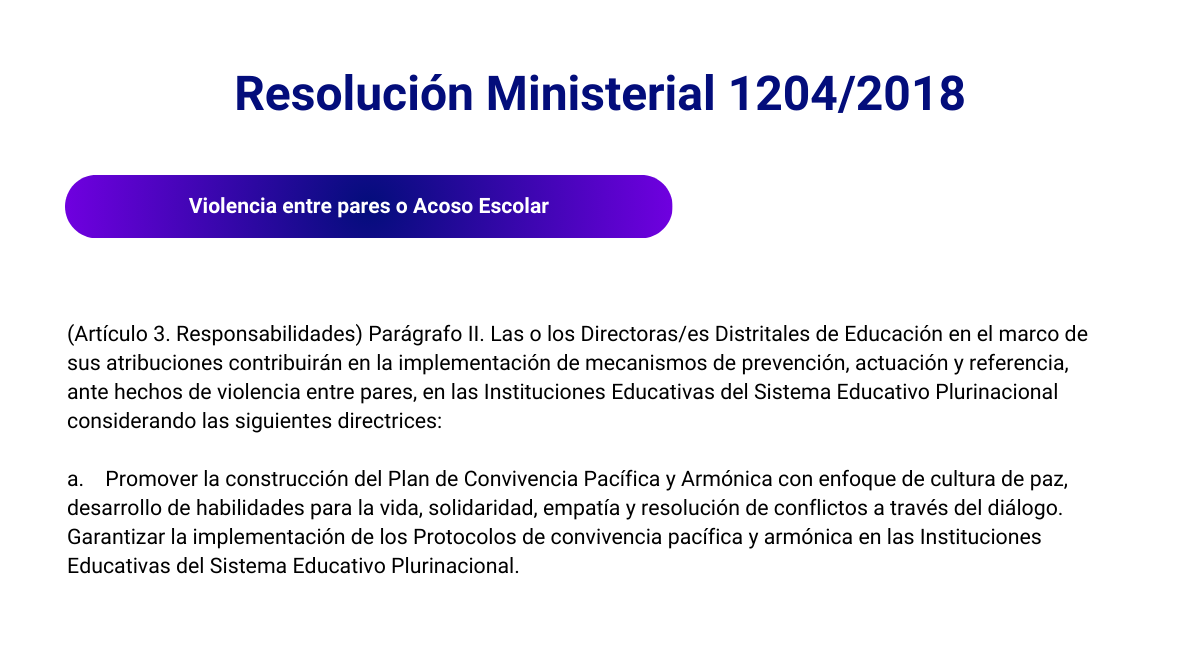 Resolución Ministerial 1204/2018
Violencia entre pares o Acoso Escolar
(Artículo 3. Responsabilidades) Parágrafo II. Las o los Directoras/es Distritales de Educación en el marco de
sus atribuciones contribuirán en la implementación de mecanismos de prevención, actuación y referencia,
ante hechos de violencia entre pares, en las Instituciones Educativas del Sistema Educativo Plurinacional
considerando las siguientes directrices:
a. Promover la construcción del Plan de Convivencia Pacífica y Armónica con enfoque de cultura de paz,
desarrollo de habilidades para la vida, solidaridad, empatía y resolución de conflictos a través del diálogo.
Garantizar la implementación de los Protocolos de convivencia pacífica y armónica en las Instituciones
Educativas del Sistema Educativo Plurinacional.